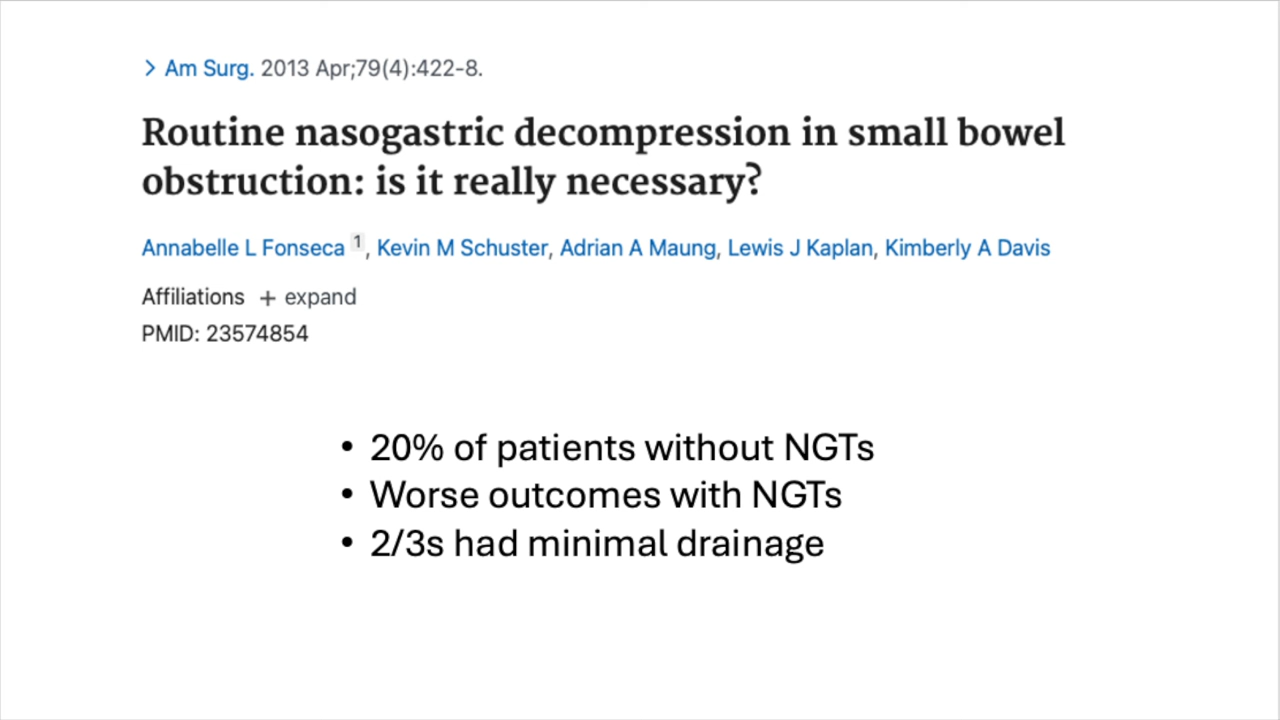 > Am Surg. 2013 Apr;79(4):422-8.
Routine nasogastric decompression in small bowel
obstruction: is it really necessary?
Annabelle L Fonseca 1, Kevin M Schuster, Adrian A Maung, Lewis J Kaplan, Kimberly A Davis
Affiliations + expand
PMID: 23574854
• 20% of patients without NGTs
• Worse outcomes with NGTs
• 2/3s had minimal drainage